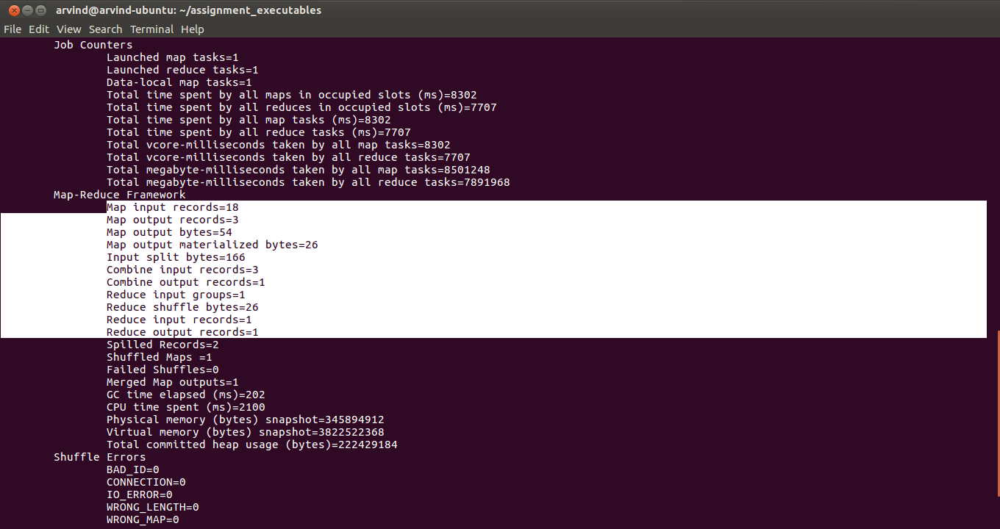 arvind@arvind-ubuntu: ~/assignment_executables
File Edit View Search Terminal Help
Job Counters
Launched map tasks=1
Launched reduce tasks=1
Data-local map tasks=1
Total time spent by all maps in occupied slots (ms)=8302
Total time spent by all reduces in occupied slots (ms)=7707
Total time spent by all map tasks (ms)=8302
Total time spent by all reduce tasks (ms)=7707
Total vcore-milliseconds taken by all map tasks=8302
Total vcore-milliseconds taken by all reduce tasks=7707
Total megabyte-milliseconds taken by all map tasks=8501248
Total megabyte-milliseconds taken by all reduce tasks=7891968
Map-Reduce Framework
Map input records=18
Map output records=3
Map output bytes=54
Map output materialized bytes=26
Input split bytes=166
Combine input records=3
Combine output records=1
Reduce input groups=1
Reduce shuffle bytes=26
Reduce input records=1
Reduce output records=1
Spilled Records=2
Shuffled Maps =1
Failed Shuffles=0
Merged Map outputs=1
GC time elapsed (ms)=202
CPU time spent (ms)=2100
Physical memory (bytes) snapshot=345894912
Virtual memory (bytes) snapshot=3822522368
Total committed heap usage (bytes)=222429184
Shuffle Errors
BAD_ID=0
CONNECTION=0
IO_ERROR=0
WRONG_LENGTH=0
WRONG_MAP=0